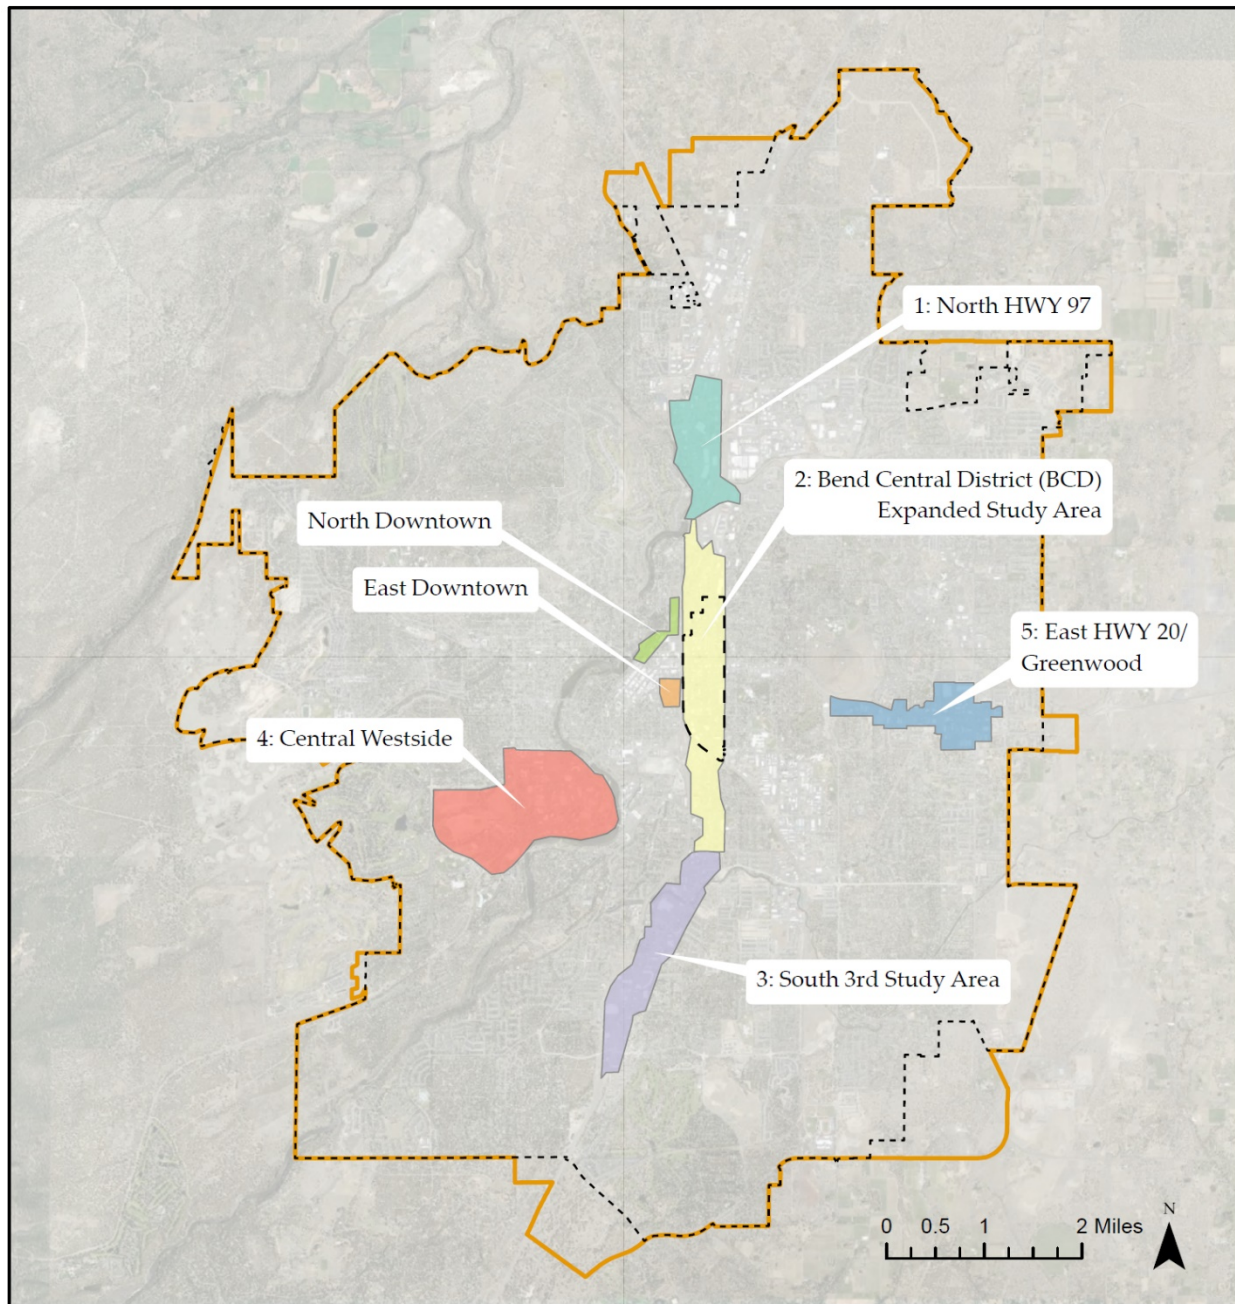 1: North HWY 97
2: Bend Central District (BCD)
Expanded Study Area
North Downtown
East Downtown
5: East HWY 20/
Greenwood
4: Central Westside
3: South 3rd Study Area
N
0 0.5 1 2 Miles